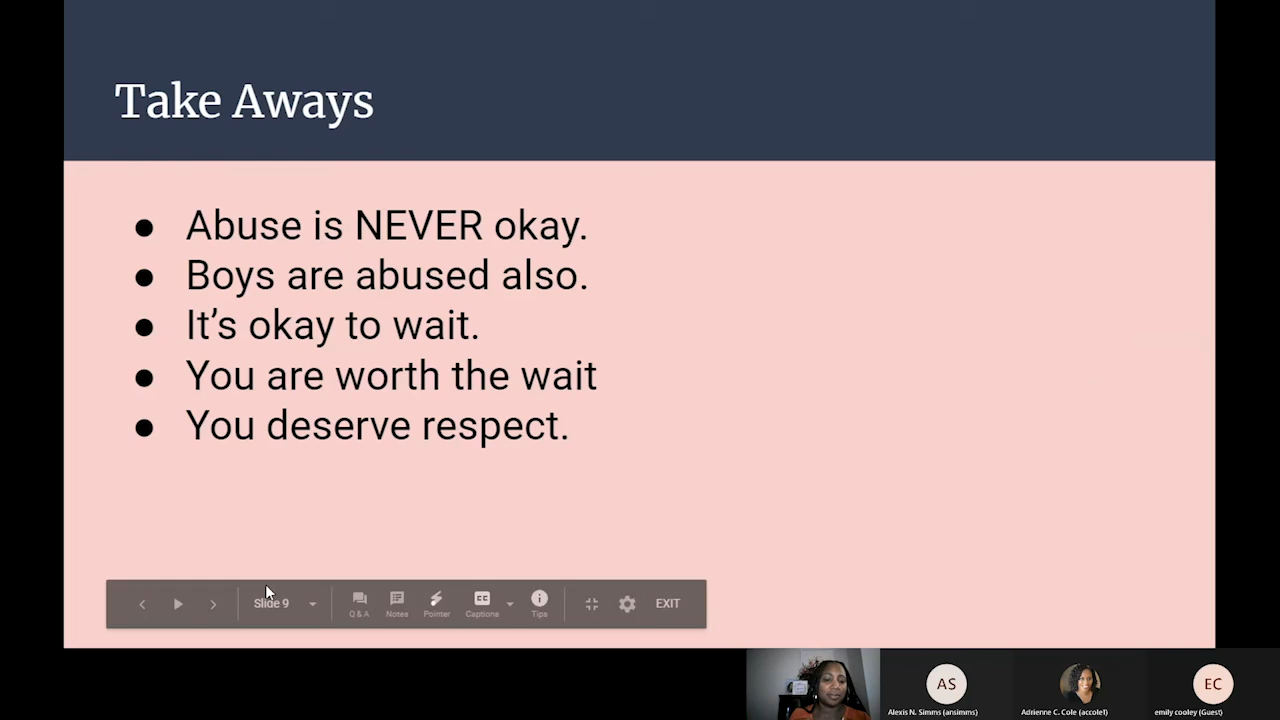 Take Aways
● Abuse is NEVER okay.
● Boys are abused also.
● It’s okay to wait.
● You are worth the wait
● You deserve respect.
Slide 9
Q & A
Notes
Pointer
Captions
Tips
EXIT
CC
AS
EC
Alexis N. Simms (ansimms)
Adrienne C. Cole (accole1)
emily cooley (Guest)